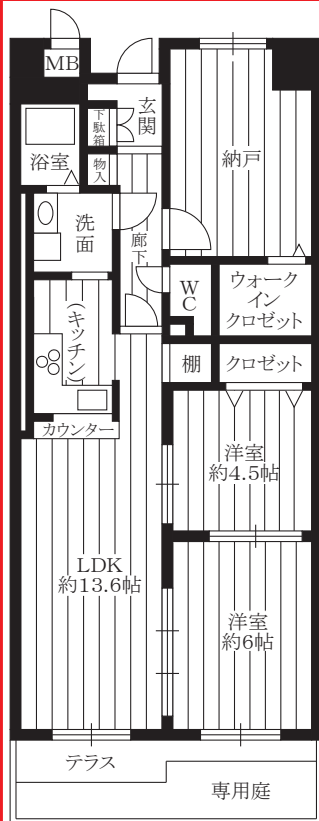 MB
玄関
下駄箱
浴室
物入
納戸
洗面
廊下
WC
ウォーク
イン
クロゼット
(キッチン)
棚
クロゼット
カウンター
洋室
約4.5帖
LDK
約13.6帖
洋室
約6帖
テラス
専用庭